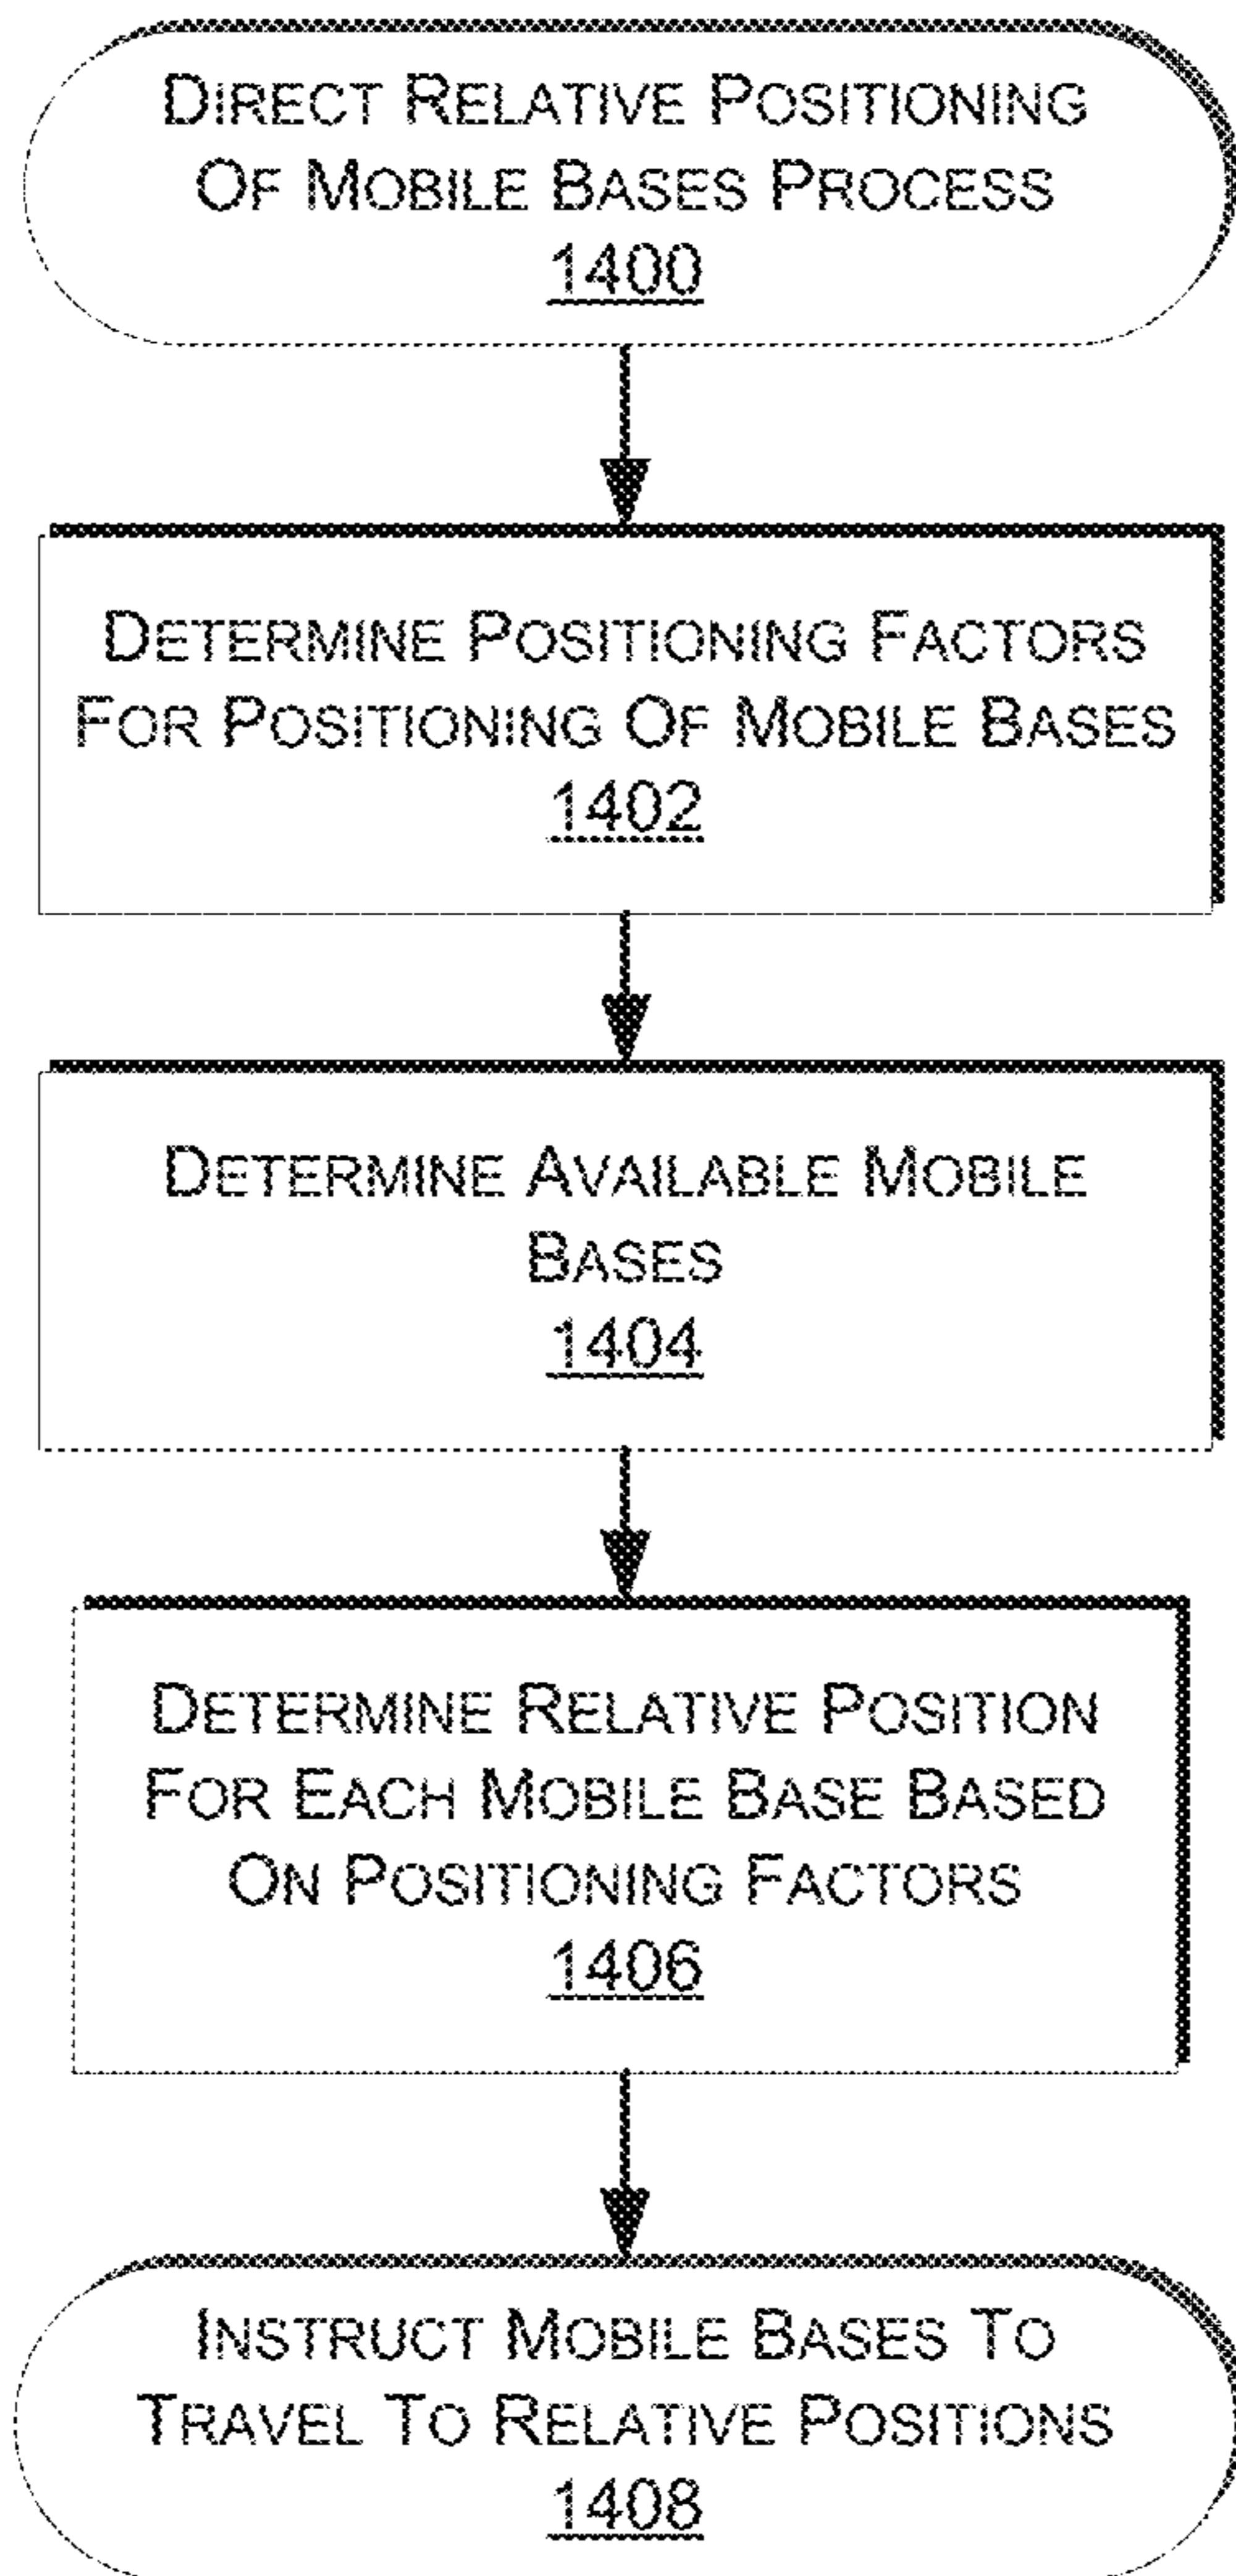 DIRECT RELATIVE POSITIONING
OF MOBILE BASES PROCESS
1400
DETERMINE POSITIONING FACTORS
FOR POSITIONING OF MOBILE BASES
1402
DETERMINE AVAILABLE MOBILE
BASES
1404
DETERMINE RELATIVE POSITION
FOR EACH MOBILE BASE BASED
ON POSITIONING FACTORS
1406
INSTRUCT MOBILE BASES TO
TRAVEL TO RELATIVE POSITIONS
1408